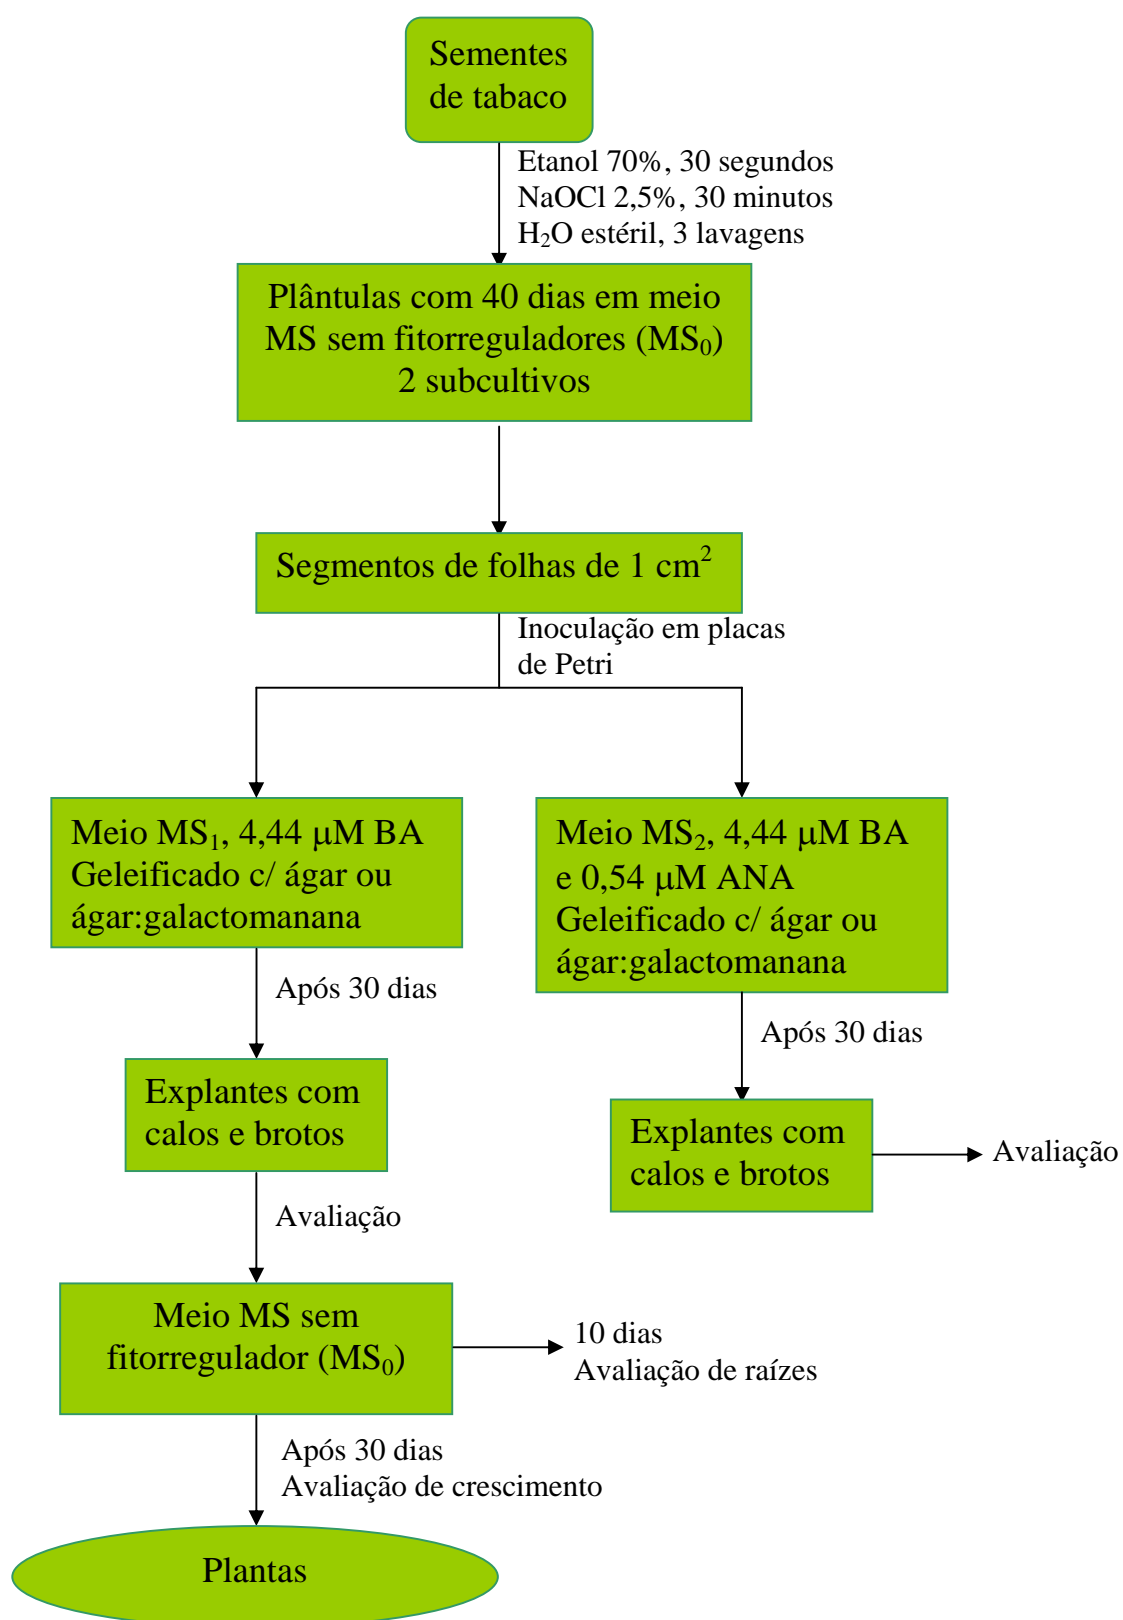 Sementes
de tabaco
Etanol 70%, 30 segundos
NaOCl 2,5%, 30 minutos
H₂O estéril, 3 lavagens
Plântulas com 40 dias em meio
MS sem fitorreguladores (MS₀)
2 subcultivos
Segmentos de folhas de 1 cm²
Inoculação em placas
de Petri
Meio MS₁, 4,44 μM BA
Geleificado c/ ágar ou
ágar:galactomanana
Meio MS₂, 4,44 μM BA
e 0,54 μM ANA
Geleificado c/ ágar ou
ágar:galactomanana
Após 30 dias
Após 30 dias
Explantes com
calos e brotos
Explantes com
calos e brotos
Avaliação
Avaliação
Meio MS sem
fitorregulador (MS₀)
10 dias
Avaliação de raízes
Após 30 dias
Avaliação de crescimento
Plantas